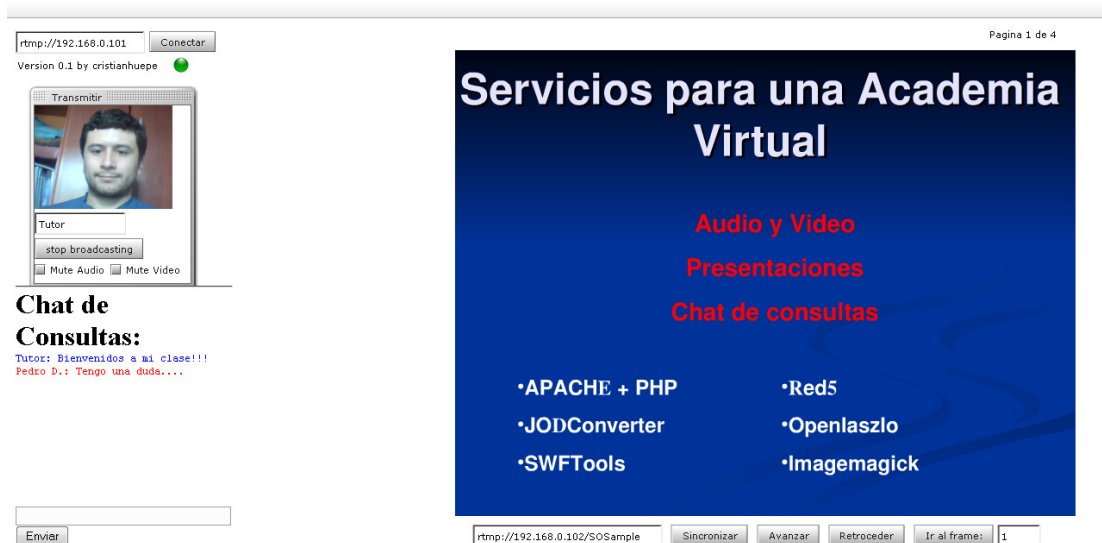 rtmp://192.168.0.101 Conectar
Version 0.1 by cristianhuepe
Transmitir
Tutor
stop broadcasting
Mute Audio Mute Video
Chat de
Consultas:
Tutor: Bienvenidos a mi clase!!!
Pedro D.: Tengo una duda....
Enviar
Pagina 1 de 4
Servicios para una Academia
Virtual
Audio y Video
Presentaciones
Chat de consultas
•APACHE + PHP
•JODConverter
•SWFTools
•Red5
•Openlaszlo
•Imagemagick
rtmp://192.168.0.102/SOSample Sincronizar Avanzar Retroceder Ir al frame: 1